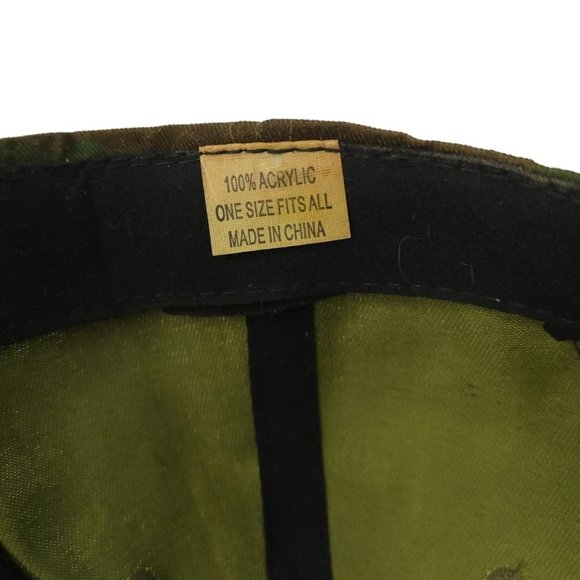 100% ACRYLIC
ONE SIZE FITS ALL
MADE IN CHINA